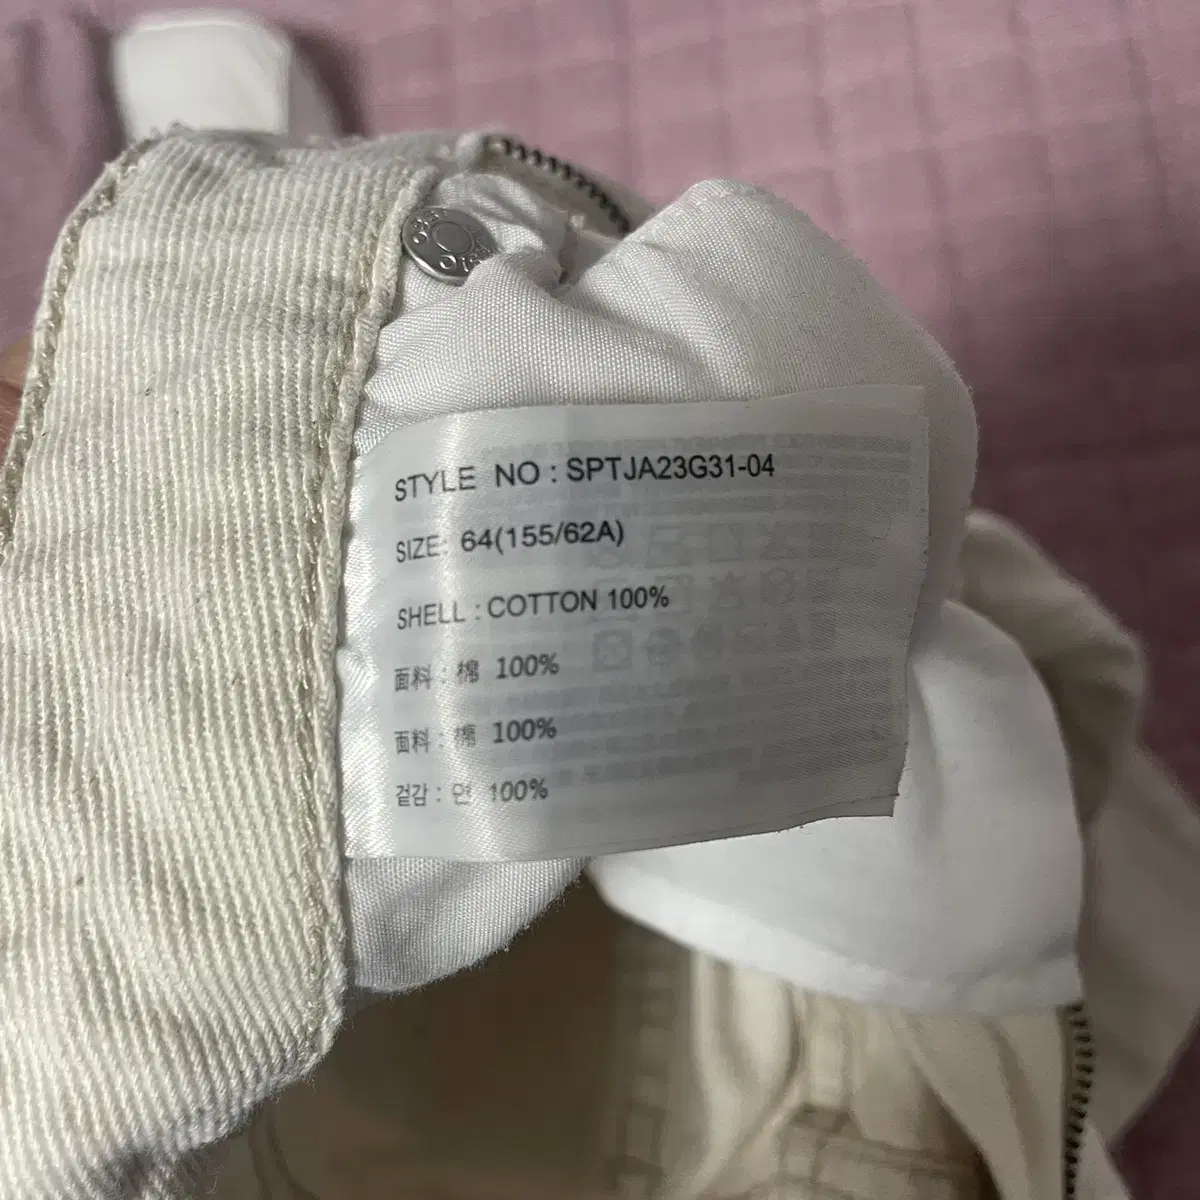 STYLE NO : SPTJA23G31-04
SIZE: 64(155/62A)
SHELL : COTTON 100%
面料 : 棉 100%
面料 : 棉 100%
겉감 : 면 100%